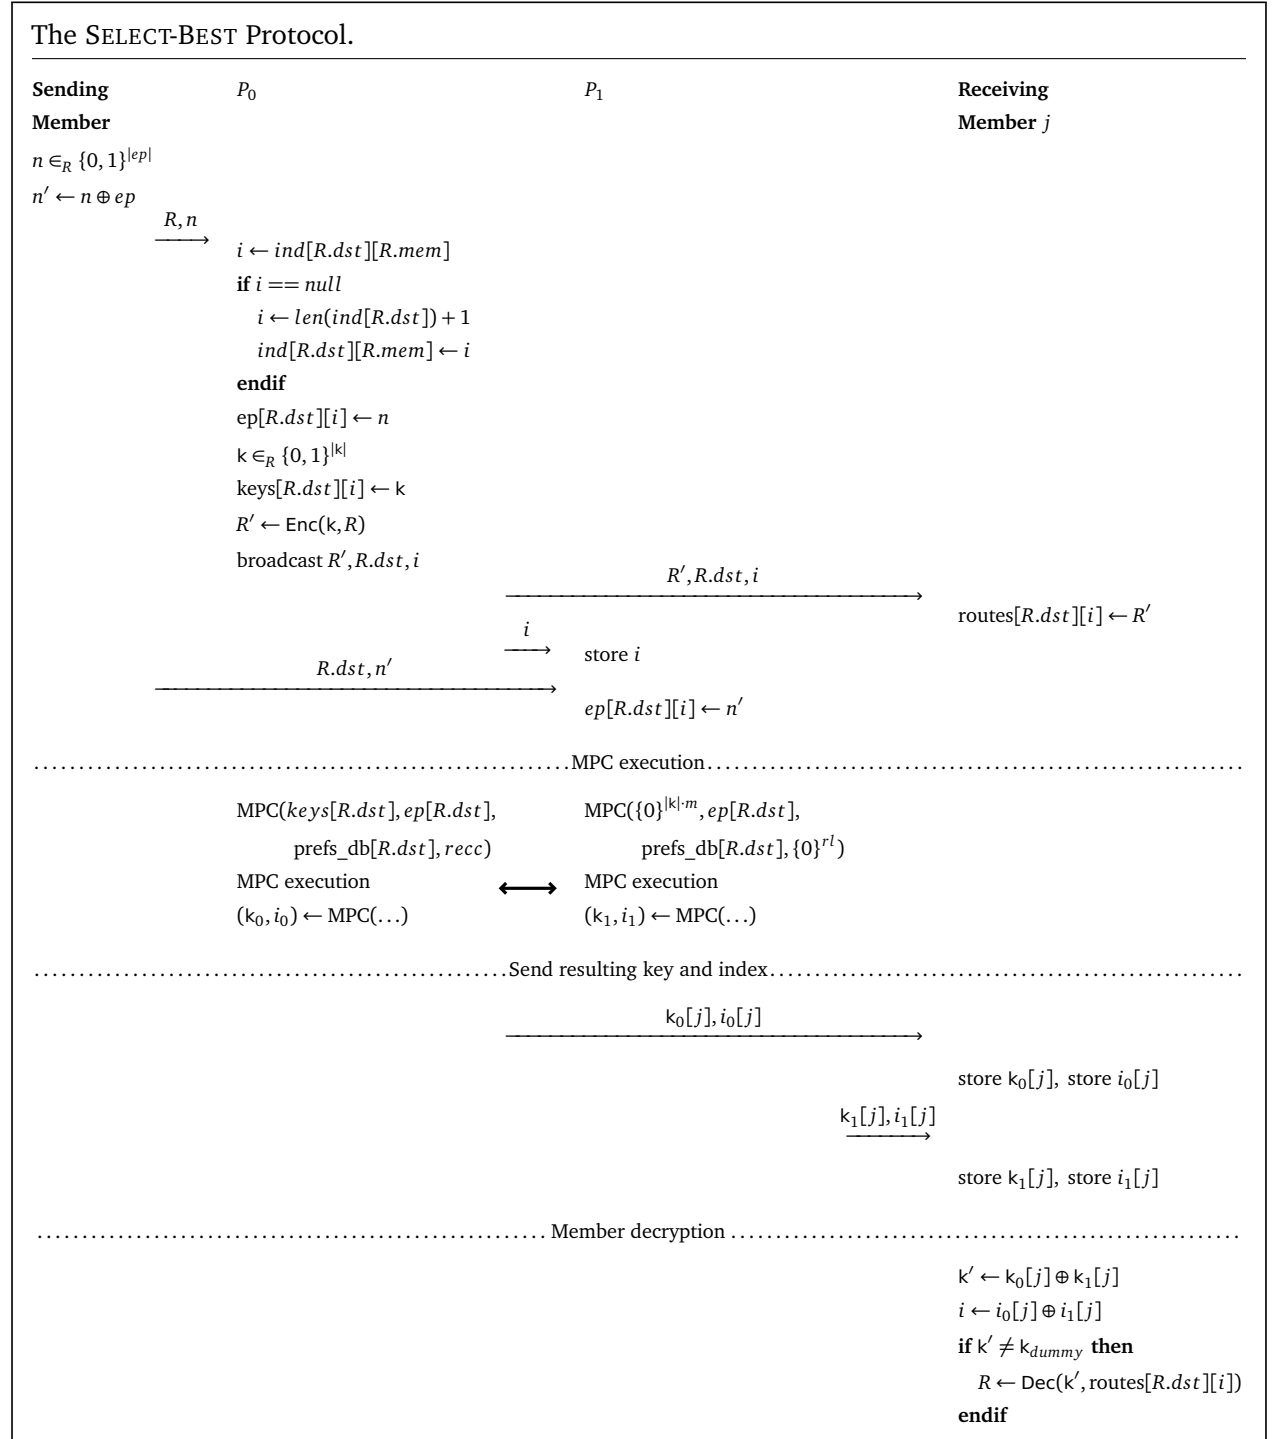 The SELECT-BEST Protocol.
Sending Member P₀ P₁ Receiving Member j
n ∈_R {0, 1}^{|ep|}
n′ ← n ⊕ ep
R, n
i ← ind[R.dst][R.mem]
if i == null
i ← len(ind[R.dst]) + 1
ind[R.dst][R.mem] ← i
endif
ep[R.dst][i] ← n
k ∈_R {0, 1}^{|k|}
keys[R.dst][i] ← k
R′ ← Enc(k, R)
broadcast R′, R.dst, i
R′, R.dst, i
routes[R.dst][i] ← R′
i
store i
R.dst, n′
ep[R.dst][i] ← n′
MPC execution
MPC(keys[R.dst], ep[R.dst], MPC({0}^{|k|·m}, ep[R.dst],
prefs_db[R.dst], recc) prefs_db[R.dst], {0}^{rl})
MPC execution ⟷ MPC execution
(k₀, i₀) ← MPC(...) (k₁, i₁) ← MPC(...)
Send resulting key and index
k₀[j], i₀[j]
store k₀[j], store i₀[j]
k₁[j], i₁[j]
store k₁[j], store i₁[j]
Member decryption
k′ ← k₀[j] ⊕ k₁[j]
i ← i₀[j] ⊕ i₁[j]
if k′ ≠ k_{dummy} then
R ← Dec(k′, routes[R.dst][i])
endif